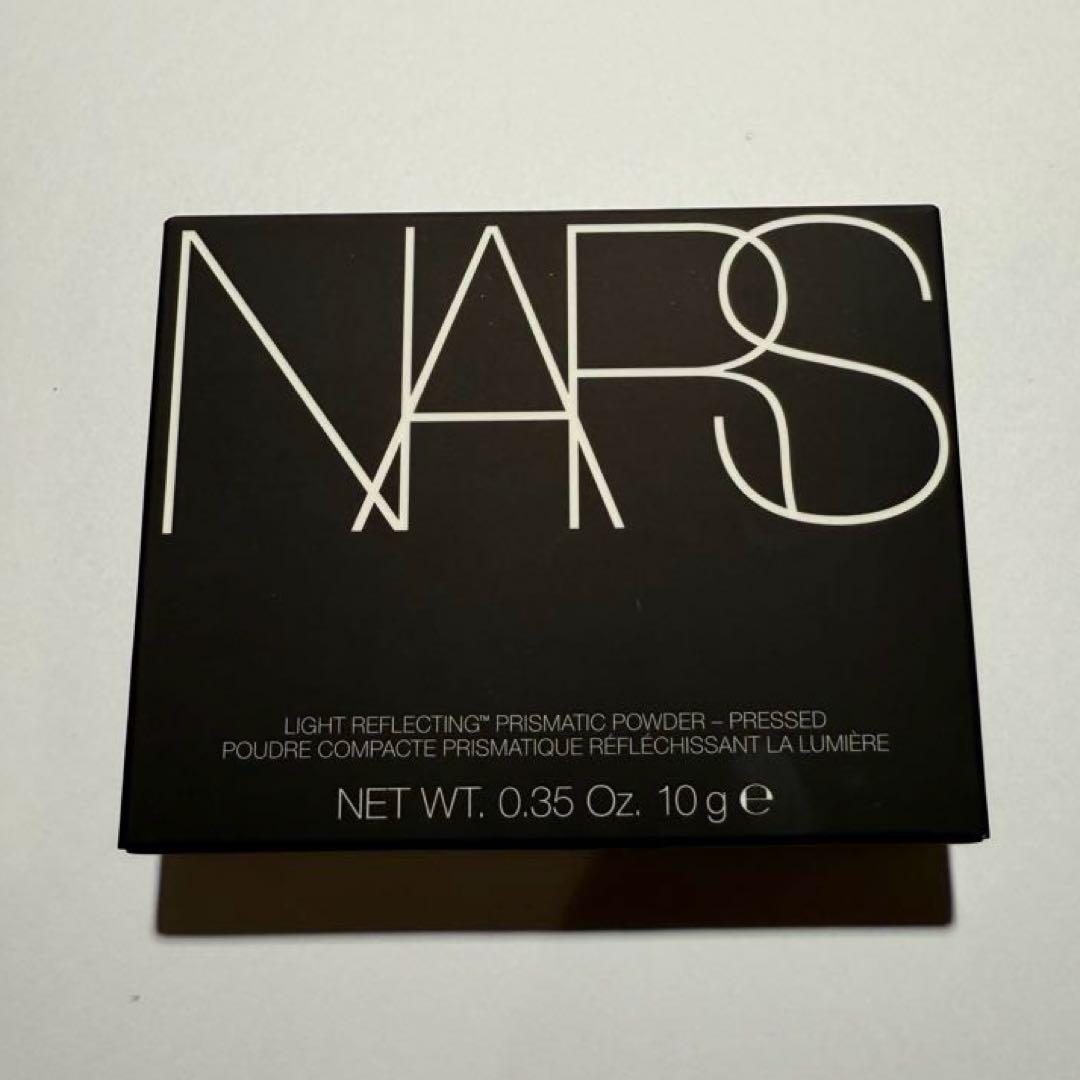 NARS
LIGHT REFLECTING™ PRISMATIC POWDER – PRESSED
POUDRE COMPACTE PRISMATIQUE RÉFLÉCHISSANT LA LUMIÈRE
NET WT. 0.35 Oz. 10 g ℮